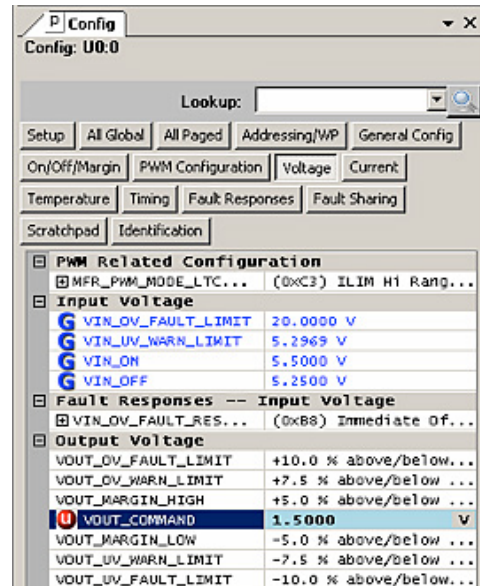 P Config
Config: U0:0
Lookup:
Setup All Global All Paged Addressing/WP General Config
On/Off/Margin PWM Configuration Voltage Current
Temperature Timing Fault Responses Fault Sharing
Scratchpad Identification
PWM Related Configuration
MFR_PWM_MODE_LTC... (0xC3) ILIM Hi Rang...
Input Voltage
G VIN_OV_FAULT_LIMIT 20.0000 V
G VIN_UV_WARN_LIMIT 5.2969 V
G VIN_ON 5.5000 V
G VIN_OFF 5.2500 V
Fault Responses -- Input Voltage
VIN_OV_FAULT_RES... (0xB8) Immediate Of...
Output Voltage
VOUT_OV_FAULT_LIMIT +10.0 % above/below...
VOUT_OV_WARN_LIMIT +7.5 % above/below ...
VOUT_MARGIN_HIGH +5.0 % above/below ...
U VOUT_COMMAND 1.5000 V
VOUT_MARGIN_LOW -5.0 % above/below ...
VOUT_UV_WARN_LIMIT -7.5 % above/below ...
VOUT_UV_FAULT_LIMIT -10.0 % above/below...